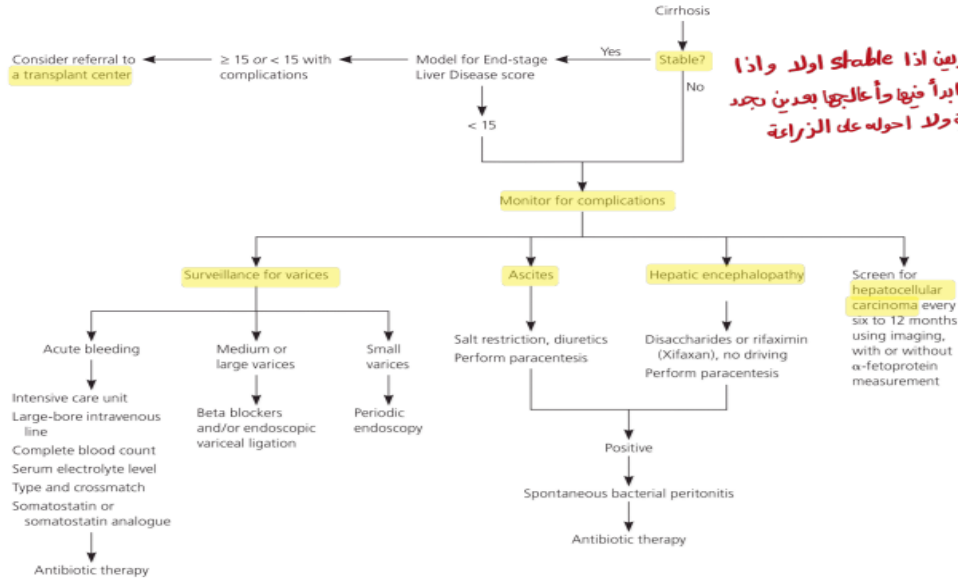 Cirrhosis
Stable?
Yes
No
Model for End-stage
Liver Disease score
≥ 15 or < 15 with
complications
Consider referral to
a transplant center
< 15
اذا stable اولا واذا
ابدأ فيها وأعالجها بعدين
ولا احوله على الزراعة
Monitor for complications
Surveillance for varices
Acute bleeding
Intensive care unit
Large-bore intravenous
line
Complete blood count
Serum electrolyte level
Type and crossmatch
Somatostatin or
somatostatin analogue
Antibiotic therapy
Medium or
large varices
Beta blockers
and/or endoscopic
variceal ligation
Small
varices
Periodic
endoscopy
Ascites
Salt restriction, diuretics
Perform paracentesis
Hepatic encephalopathy
Disaccharides or rifaximin
(Xifaxan), no driving
Perform paracentesis
Positive
Spontaneous bacterial peritonitis
Antibiotic therapy
Screen for
hepatocellular
carcinoma every
six to 12 months
using imaging,
with or without
α-fetoprotein
measurement